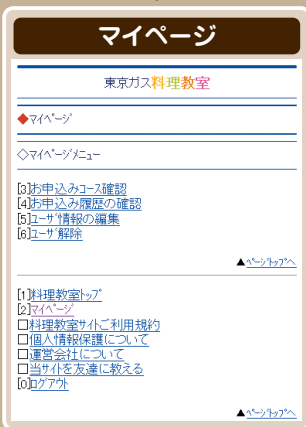 マイページ
東京ガス料理教室
◆ﾏｲﾍﾟｰｼﾞ
◇ﾏｲﾍﾟｰｼﾞﾒﾆｭｰ
[3]お申込みｺｰｽ確認
[4]お申込み履歴の確認
[5]ﾕｰｻﾞ情報の編集
[6]ﾕｰｻﾞ解除
▲ﾍﾟｰｼﾞﾄｯﾌﾟへ
[1]料理教室ﾄｯﾌﾟ
[2]ﾏｲﾍﾟｰｼﾞ
□料理教室ｻｲﾄご利用規約
□個人情報保護について
□運営会社について
□当ｻｲﾄを友達に教える
[0]ﾛｸﾞｱｳﾄ
▲ﾍﾟｰｼﾞﾄｯﾌﾟへ